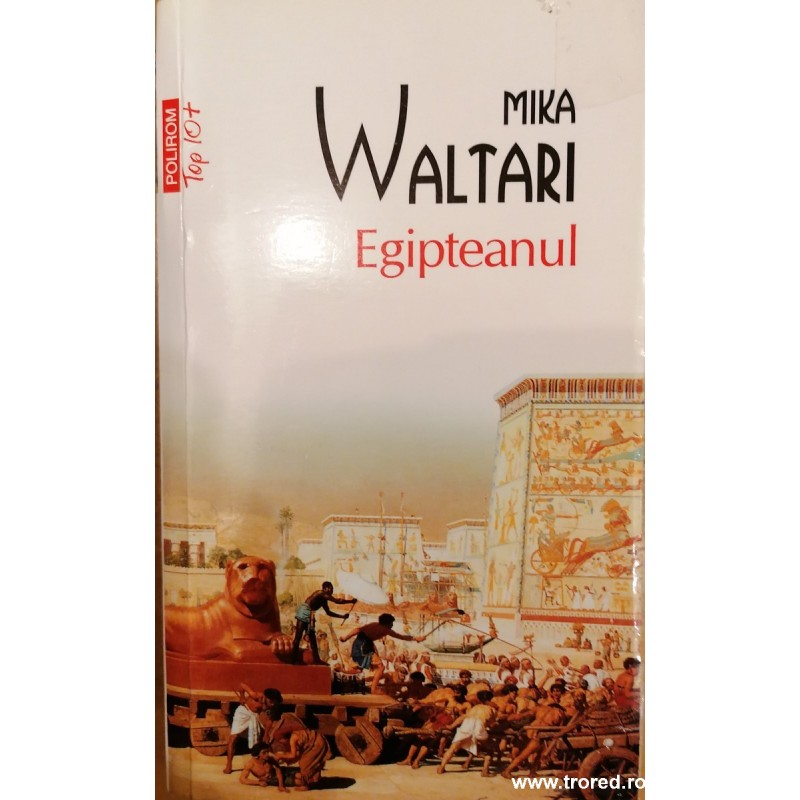 POLIROM
Top 10+
MIKA
WALTARI
Egipteanul
www.trored.ro